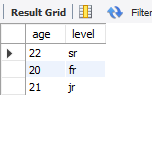 Result Grid Filter
age level
22 sr
20 fr
21 jr